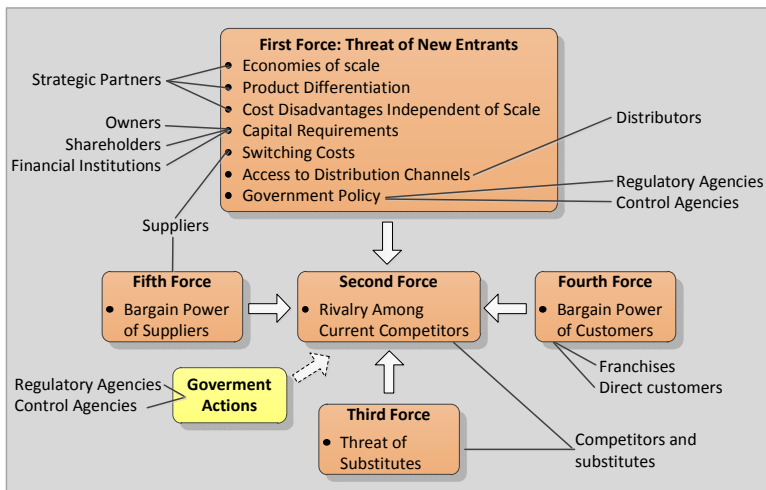 First Force: Threat of New Entrants
• Economies of scale
• Product Differentiation
• Cost Disadvantages Independent of Scale
• Capital Requirements
• Switching Costs
• Access to Distribution Channels
• Government Policy
Strategic Partners
Owners
Shareholders
Financial Institutions
Suppliers
Distributors
Regulatory Agencies
Control Agencies
Fifth Force
• Bargain Power
of Suppliers
Second Force
• Rivalry Among
Current Competitors
Fourth Force
• Bargain Power
of Customers
Franchises
Direct customers
Regulatory Agencies
Control Agencies
Goverment
Actions
Third Force
• Threat of
Substitutes
Competitors and
substitutes